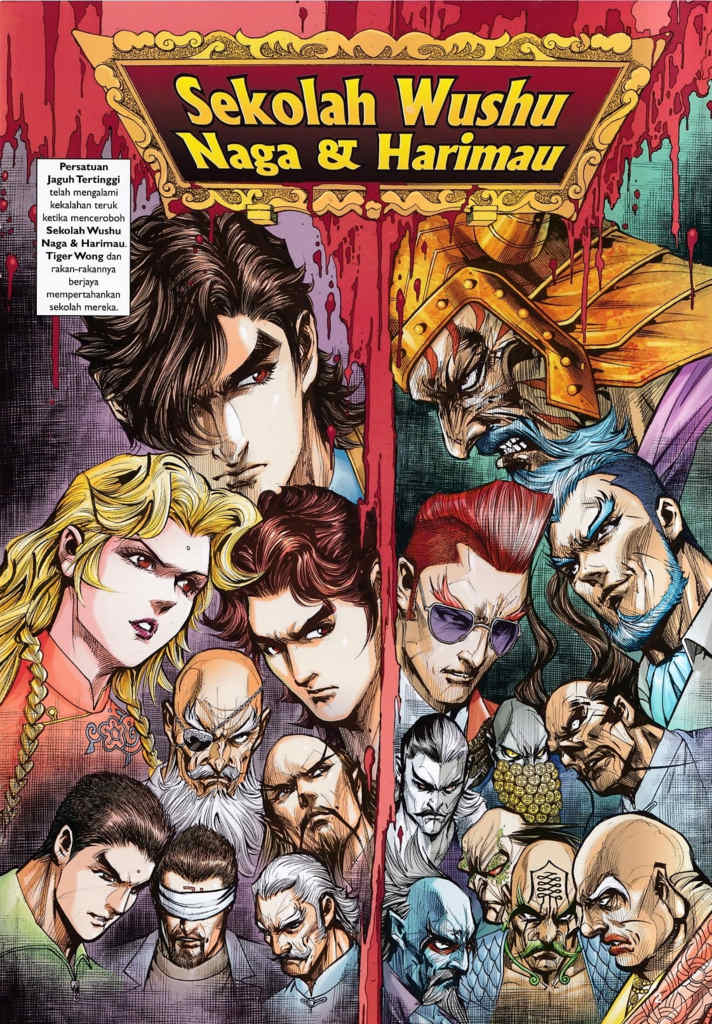 Sekolah Wushu
Naga & Harimau
Persatuan
Jaguh Tertinggi
telah mengalami
kekalahan teruk
ketika menceroboh
Sekolah Wushu
Naga & Harimau.
Tiger Wong dan
rakan-rakannya
berjaya
mempertahankan
sekolah mereka.